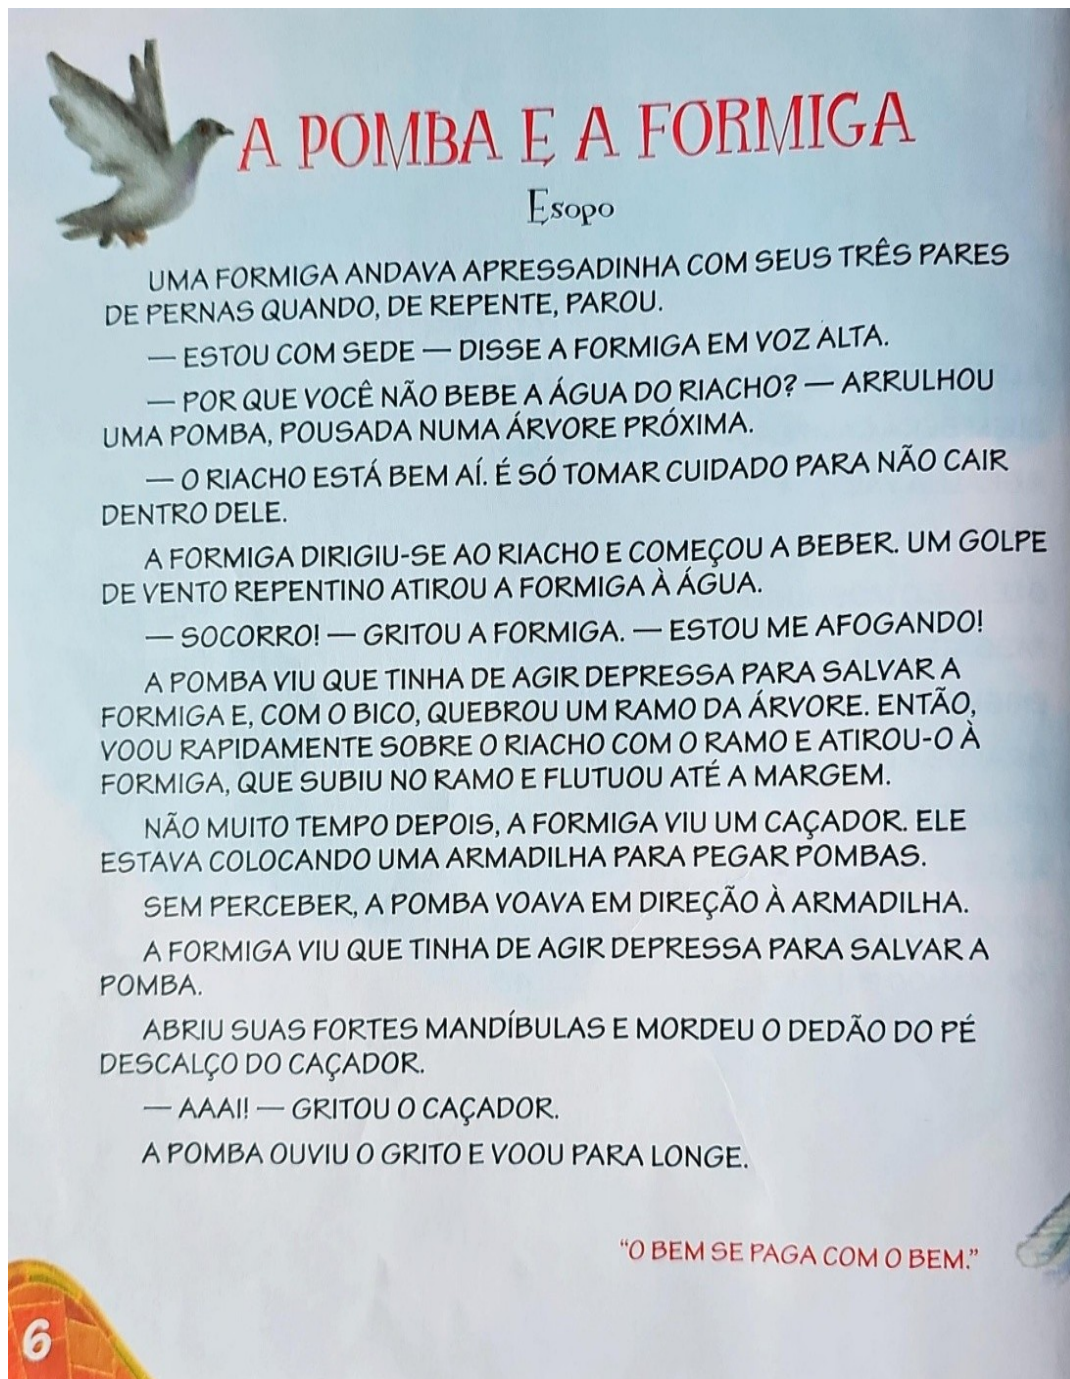 A POMBA E A FORMIGA
Esopo
UMA FORMIGA ANDAVA APRESSADINHA COM SEUS TRÊS PARES
DE PERNAS QUANDO, DE REPENTE, PAROU.
— ESTOU COM SEDE — DISSE A FORMIGA EM VOZ ALTA.
— POR QUE VOCÊ NÃO BEBE A ÁGUA DO RIACHO? — ARRULHOU
UMA POMBA, POUSADA NUMA ÁRVORE PRÓXIMA.
— O RIACHO ESTÁ BEM AÍ. É SÓ TOMAR CUIDADO PARA NÃO CAIR
DENTRO DELE.
A FORMIGA DIRIGIU-SE AO RIACHO E COMEÇOU A BEBER. UM GOLPE
DE VENTO REPENTINO ATIROU A FORMIGA À ÁGUA.
— SOCORRO! — GRITOU A FORMIGA. — ESTOU ME AFOGANDO!
A POMBA VIU QUE TINHA DE AGIR DEPRESSA PARA SALVAR A
FORMIGA E, COM O BICO, QUEBROU UM RAMO DA ÁRVORE. ENTÃO,
VOOU RAPIDAMENTE SOBRE O RIACHO COM O RAMO E ATIROU-O À
FORMIGA, QUE SUBIU NO RAMO E FLUTUOU ATÉ A MARGEM.
NÃO MUITO TEMPO DEPOIS, A FORMIGA VIU UM CAÇADOR. ELE
ESTAVA COLOCANDO UMA ARMADILHA PARA PEGAR POMBAS.
SEM PERCEBER, A POMBA VOAVA EM DIREÇÃO À ARMADILHA.
A FORMIGA VIU QUE TINHA DE AGIR DEPRESSA PARA SALVAR A
POMBA.
ABRIU SUAS FORTES MANDÍBULAS E MORDEU O DEDÃO DO PÉ
DESCALÇO DO CAÇADOR.
— AAAI! — GRITOU O CAÇADOR.
A POMBA OUVIU O GRITO E VOOU PARA LONGE.
“O BEM SE PAGA COM O BEM.”
6